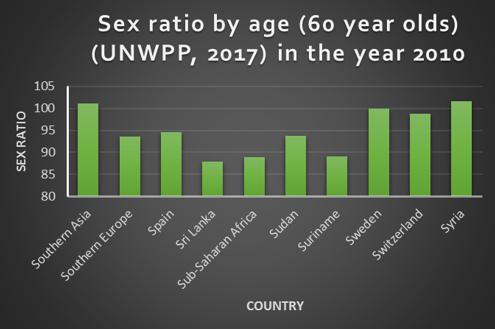 Sex ratio by age (60 year olds)
(UNWPP, 2017) in the year 2010
105
100
95
90
85
80
SEX RATIO
Southern Asia
Southern Europe
Spain
Sri Lanka
Sub-Saharan Africa
Sudan
Suriname
Sweden
Switzerland
Syria
COUNTRY